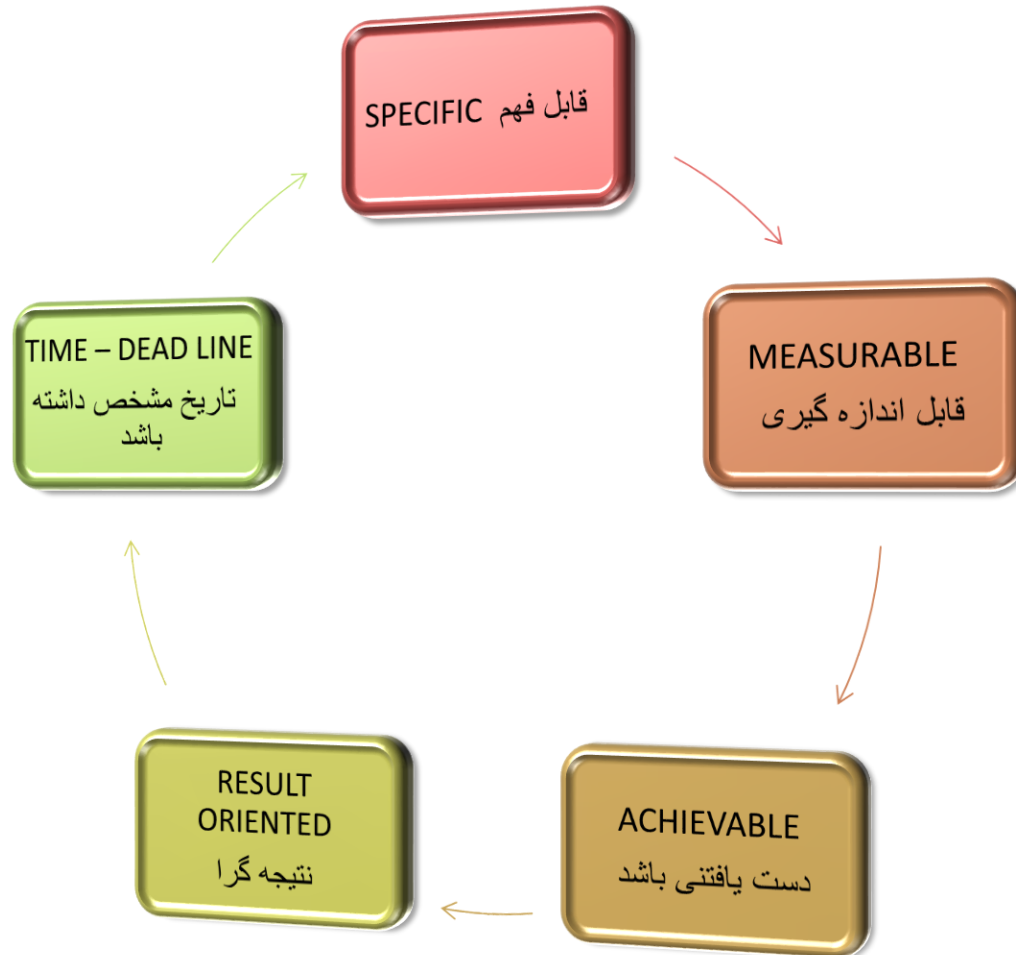 SPECIFIC قابل فهم
MEASURABLE
قابل اندازه گیری
ACHIEVABLE
دست یافتنی باشد
RESULT
ORIENTED
نتیجه گرا
TIME – DEAD LINE
تاریخ مشخص داشته
باشد